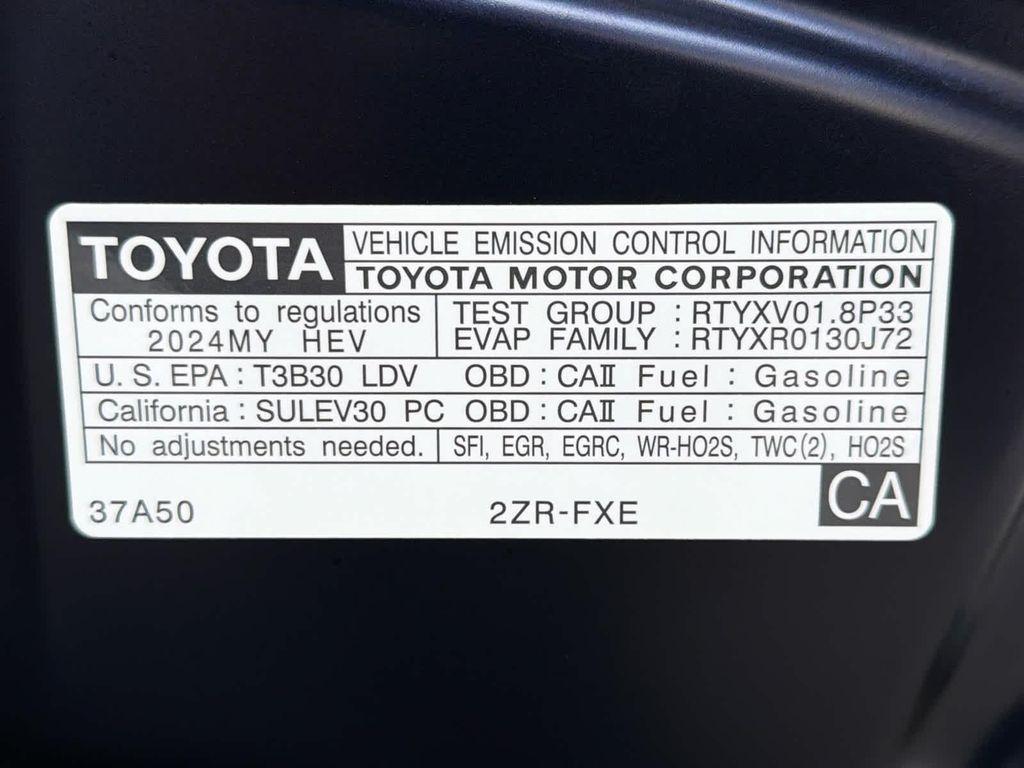 TOYOTA VEHICLE EMISSION CONTROL INFORMATION
TOYOTA MOTOR CORPORATION
Conforms to regulations TEST GROUP : RTYXV01.8P33
2024MY HEV EVAP FAMILY : RTYXR0130J72
U. S. EPA : T3B30 LDV OBD : CAII Fuel : Gasoline
California : SULEV30 PC OBD : CAII Fuel : Gasoline
No adjustments needed. SFI, EGR, EGRC, WR-HO2S, TWC(2), HO2S
37A50 2ZR-FXE CA